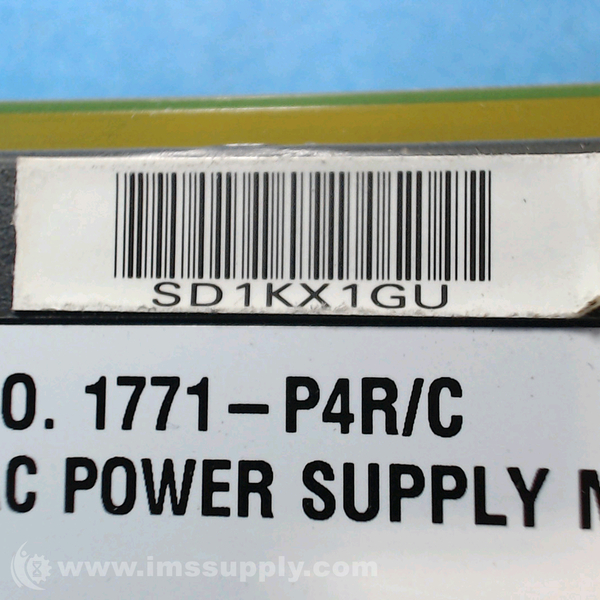 SD1KX1GU
O. 1771-P4R/C
C POWER SUPPLY
www.imssupply.com